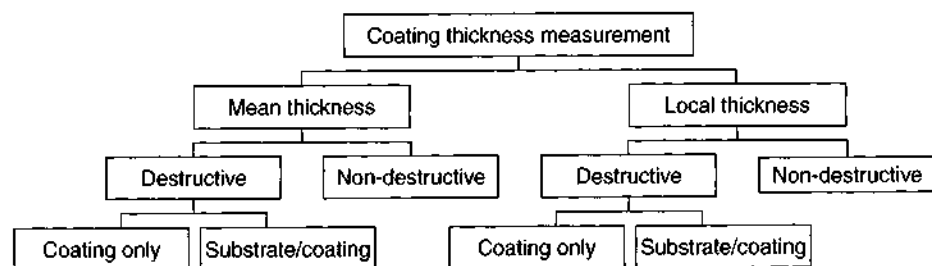 Coating thickness measurement
Mean thickness
Local thickness
Destructive
Non-destructive
Destructive
Non-destructive
Coating only
Substrate/coating
Coating only
Substrate/coating